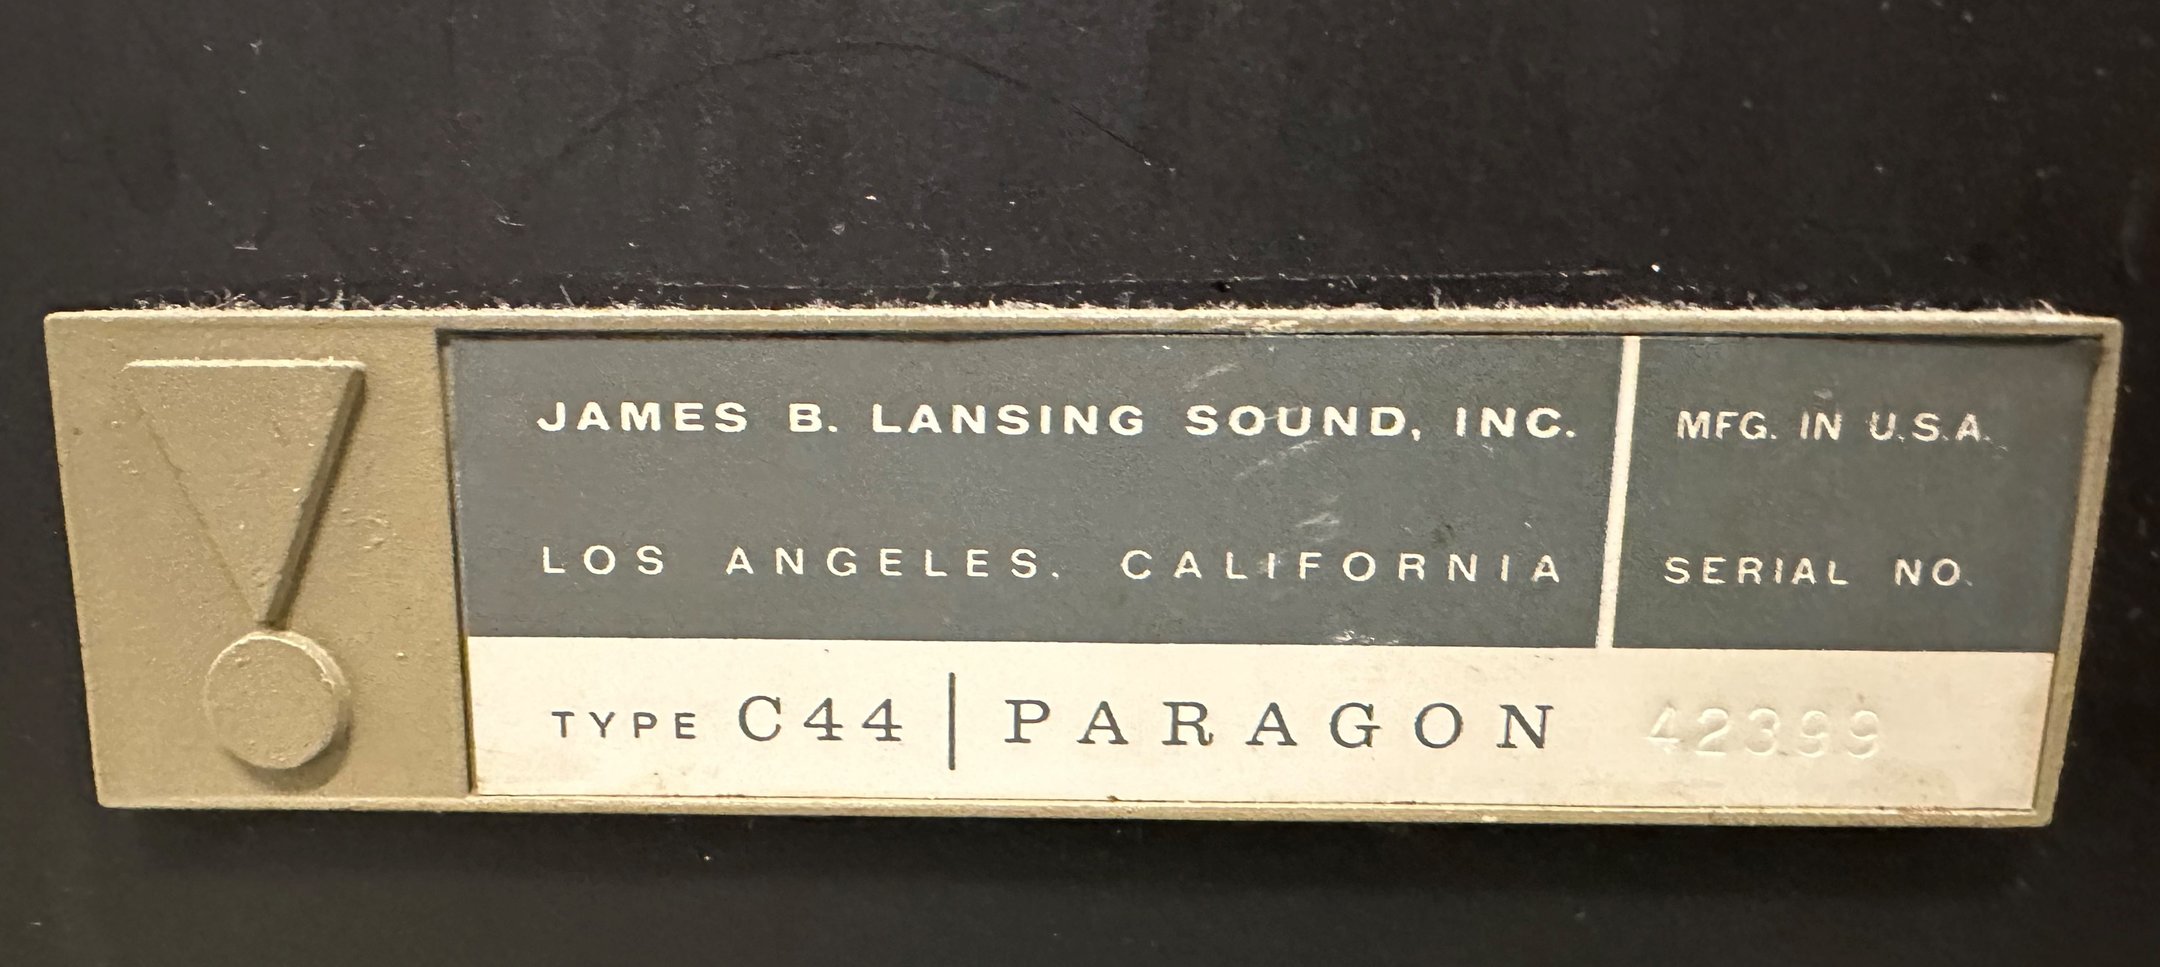 JAMES B. LANSING SOUND, INC.
LOS ANGELES, CALIFORNIA
MFG. IN U.S.A.
SERIAL NO.
TYPE C44 | PARAGON
42399